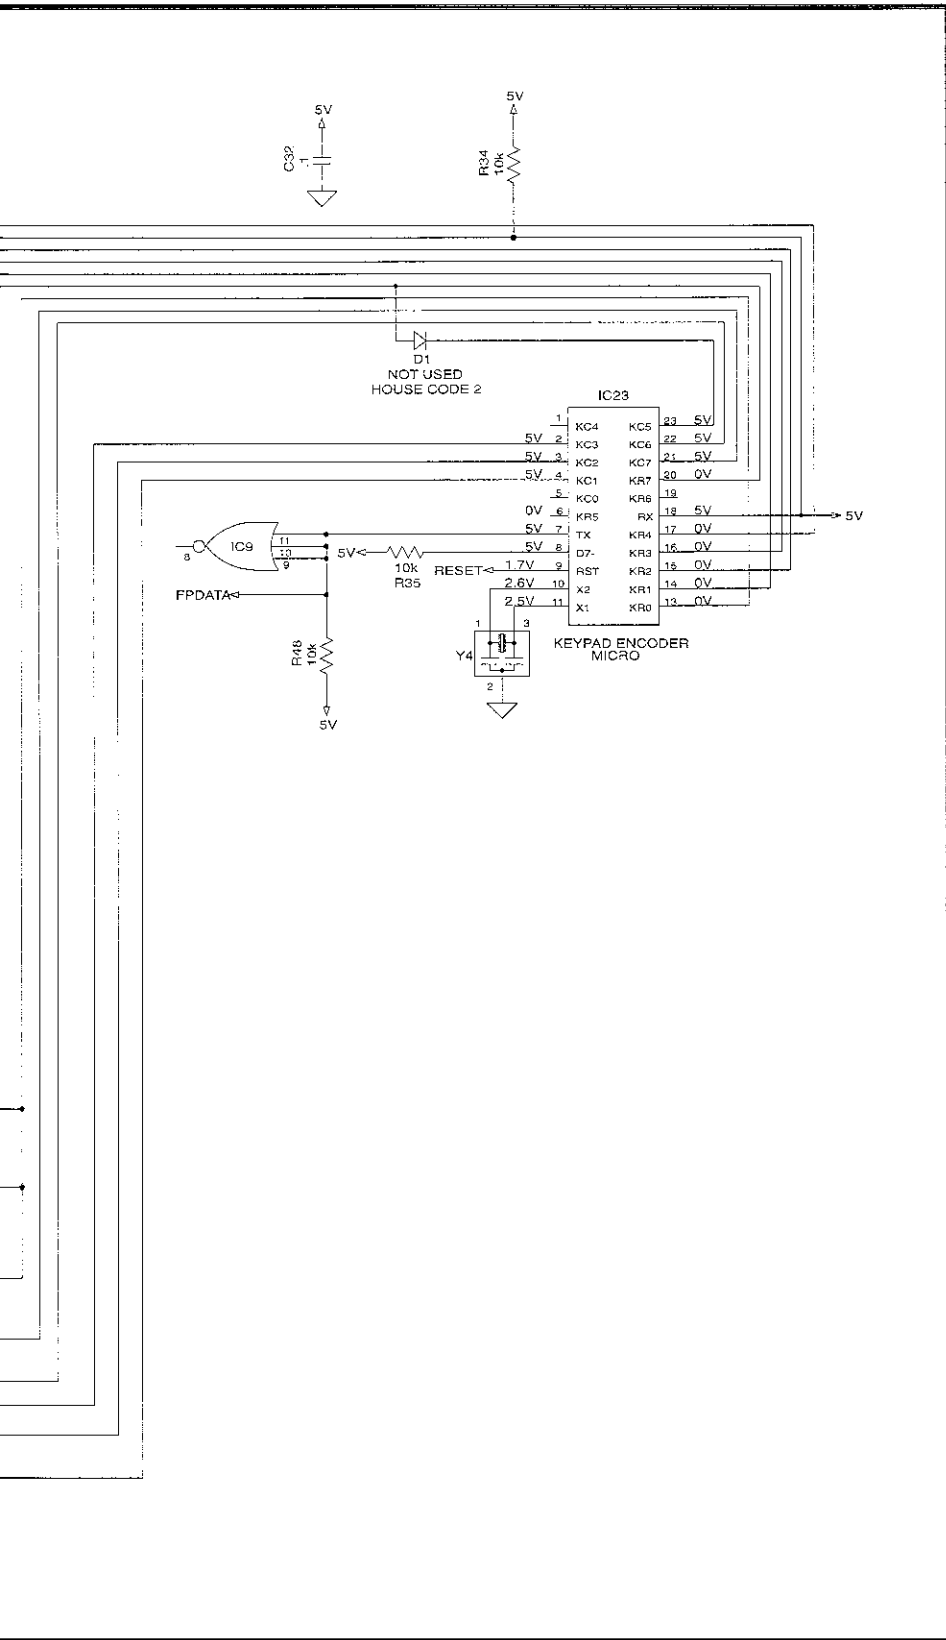 5V
C32
.1
5V
R34
10k
D1
NOT USED
HOUSE CODE 2
IC23
1 KC4 KC5 23 5V
5V 2 KC3 KC6 22 5V
5V 3 KC2 KC7 21 5V
5V 4 KC1 KR7 20 0V
5 KC0 KR6 19
0V 6 KR5 RX 18 5V
5V
5V 7 TX KR4 17 0V
5V 8 D7- KR3 16 0V
1.7V 9 RST KR2 15 0V
2.6V 10 X2 KR1 14 0V
2.5V 11 X1 KR0 13 0V
KEYPAD ENCODER
MICRO
IC9
8
11
10
9
5V
10k
R35
RESET
FPDATA
R48
10k
5V
Y4
1
3
2